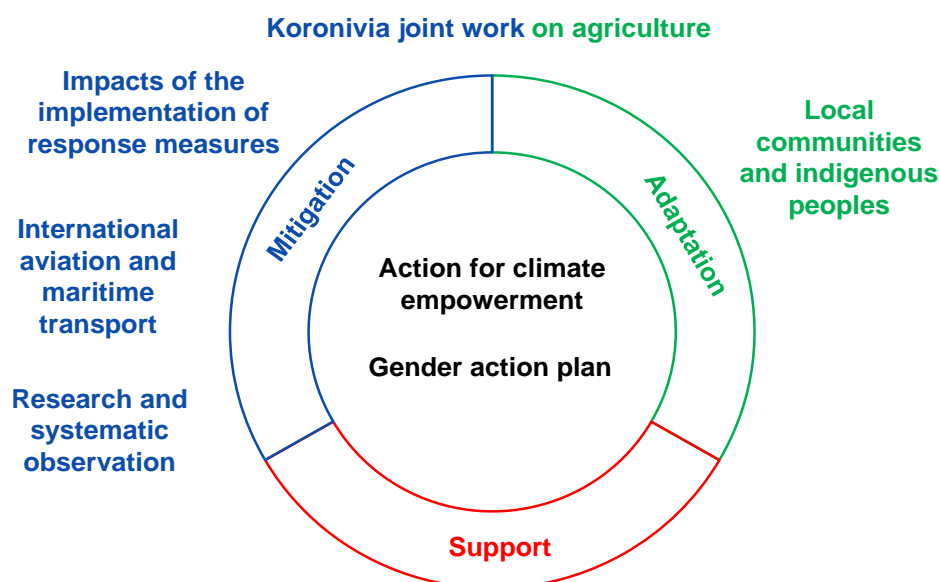 Koronivia joint work on agriculture
Impacts of the
implementation of
response measures
Local
communities
and indigenous
peoples
Mitigation
Adaptation
International
aviation and
maritime
transport
Action for climate
empowerment
Gender action plan
Research and
systematic
observation
Support